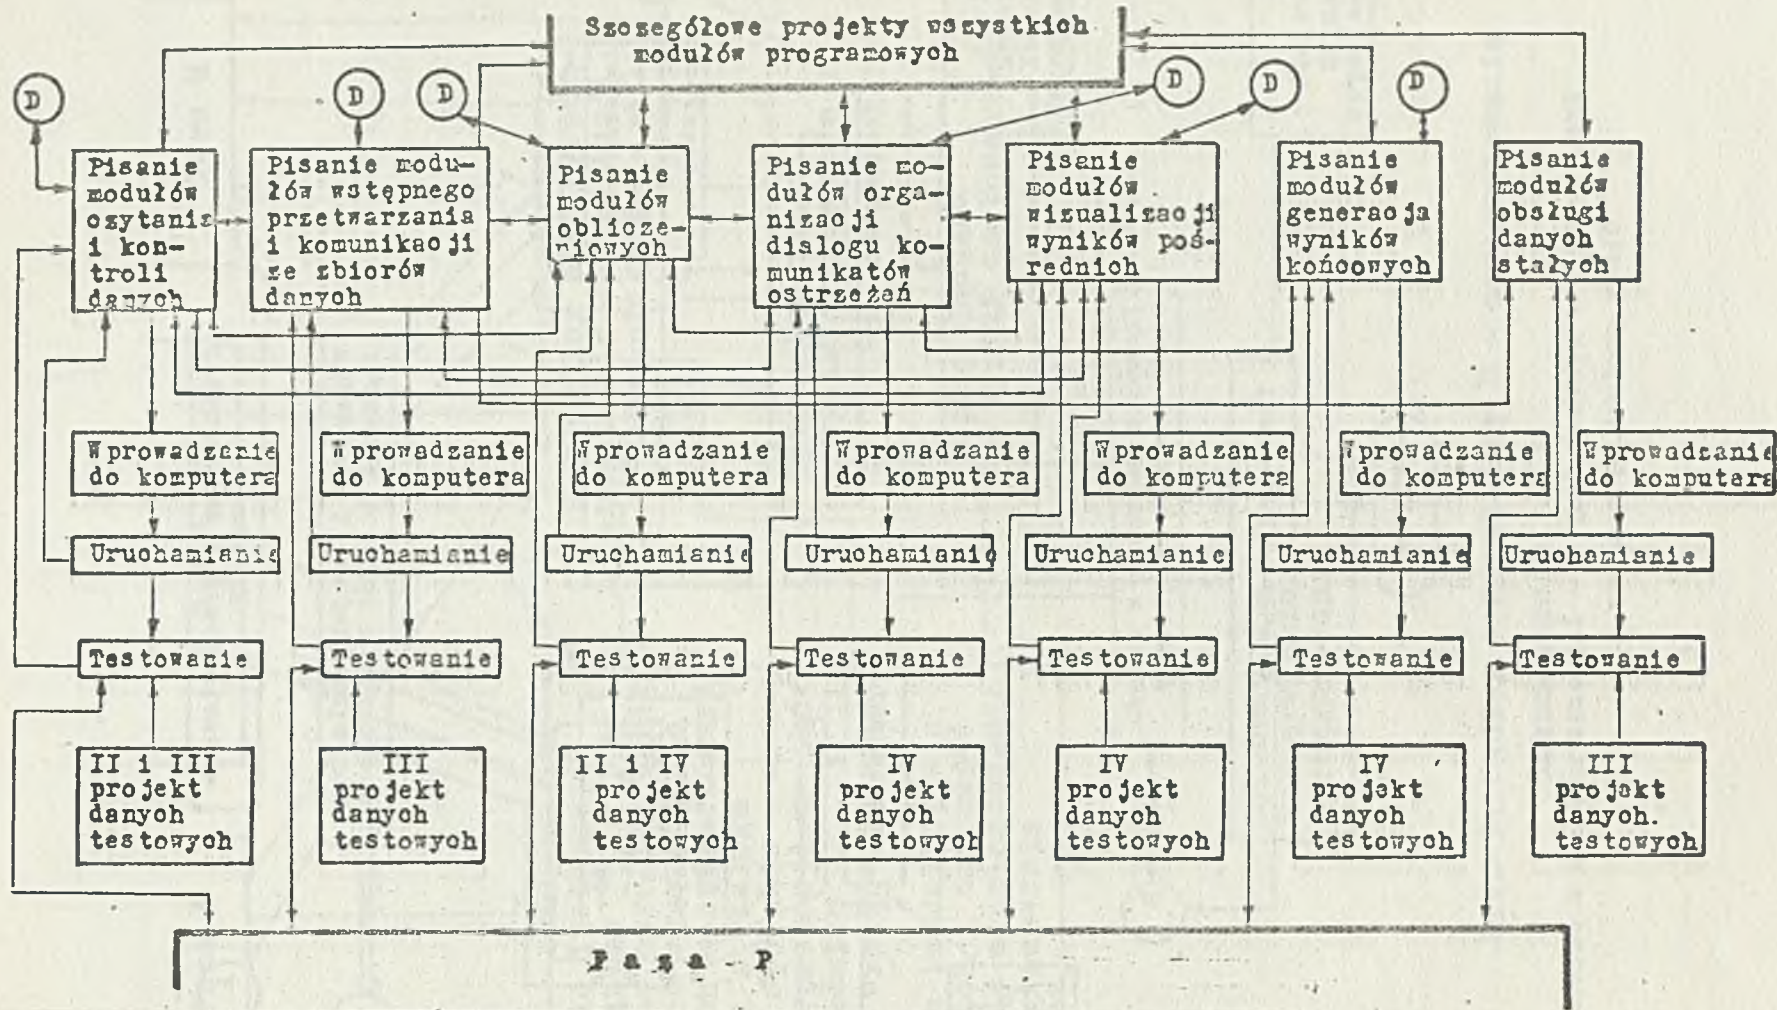 Szczegółowe projekty wszystkich
modułów programowych
D
D
D
D
D
D
Pisanie
modułów
czytania
i kon-
troli
danych
Pisanie modu-
łów wstępnego
przetwarzania
i komunikacji
ze zbiorów
danych
Pisanie
modułów
oblicze-
niowych
Pisanie mo-
dułów orga-
nizacji
dialogu ko-
munikatów
ostrzeżeń
Pisanie
modułów
wizualizacji
wyników poś-
rednich
Pisanie
modułów
generacja
wyników
końcowych
Pisanie
modułów
obsługi
danych
stałych
Wprowadzanie
do komputera
Wprowadzanie
do komputera
Wprowadzanie
do komputera
Wprowadzanie
do komputera
Wprowadzanie
do komputera
Wprowadzanie
do komputera
Wprowadzanie
do komputera
Uruchamianie
Uruchamianie
Uruchamianie
Uruchamianie
Uruchamianie
Uruchamianie
Uruchamianie
Testowanie
Testowanie
Testowanie
Testowanie
Testowanie
Testowanie
Testowanie
II i III
projekt
danych
testowych
III
projekt
danych
testowych
II i IV
projekt
danych
testowych
IV
projekt
danych
testowych
IV
projekt
danych
testowych
IV
projekt
danych
testowych
III
projekt
danych.
testowych
Faza - P